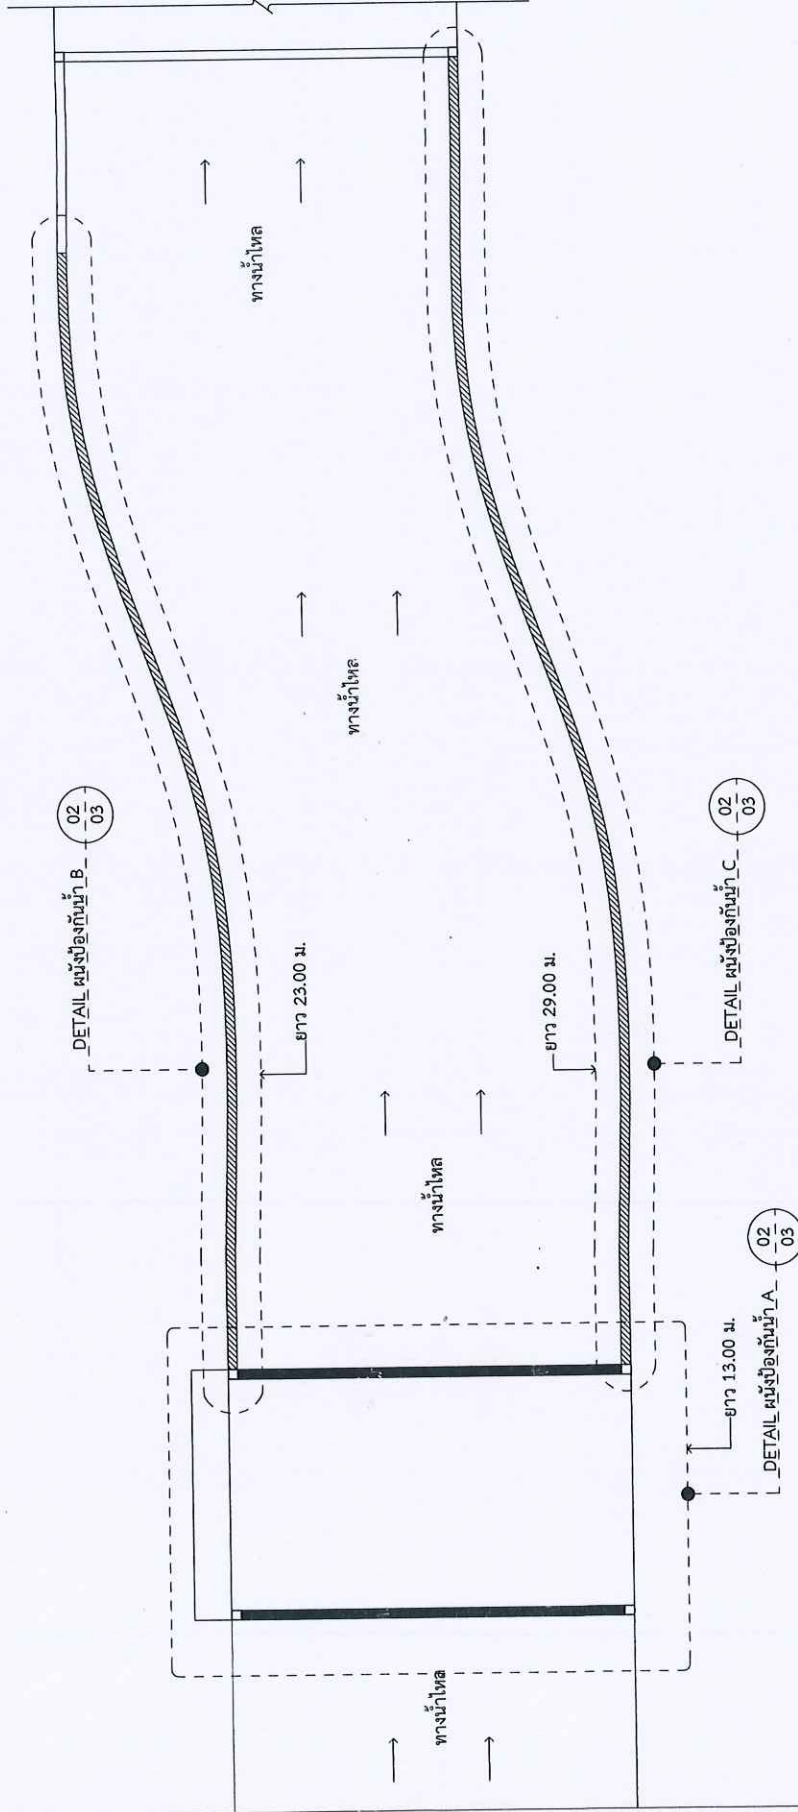 DETAIL ผนังป้องกันน้ำ B
02
03
ยาว 23.00 ม.
ทางน้ำไหล
ทางน้ำไหล
ทางน้ำไหล
ทางน้ำไหล
ยาว 29.00 ม.
DETAIL ผนังป้องกันน้ำ C
02
03
ยาว 13.00 ม.
DETAIL ผนังป้องกันน้ำ A
02
03